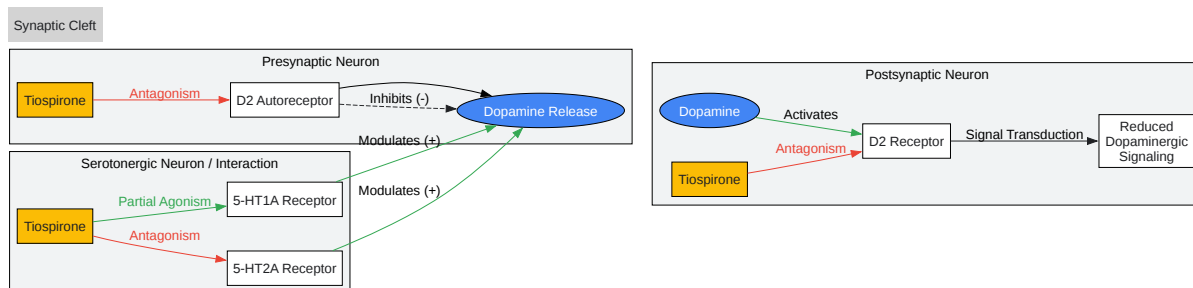 Synaptic Cleft
Presynaptic Neuron
Tiospirone
Antagonism
D2 Autoreceptor
Inhibits (-)
Dopamine Release
Modulates (+)
Serotonergic Neuron / Interaction
Tiospirone
Partial Agonism
5-HT1A Receptor
Modulates (+)
Antagonism
5-HT2A Receptor
Postsynaptic Neuron
Dopamine
Activates
Antagonism
Tiospirone
D2 Receptor
Signal Transduction
Reduced
Dopaminergic
Signaling